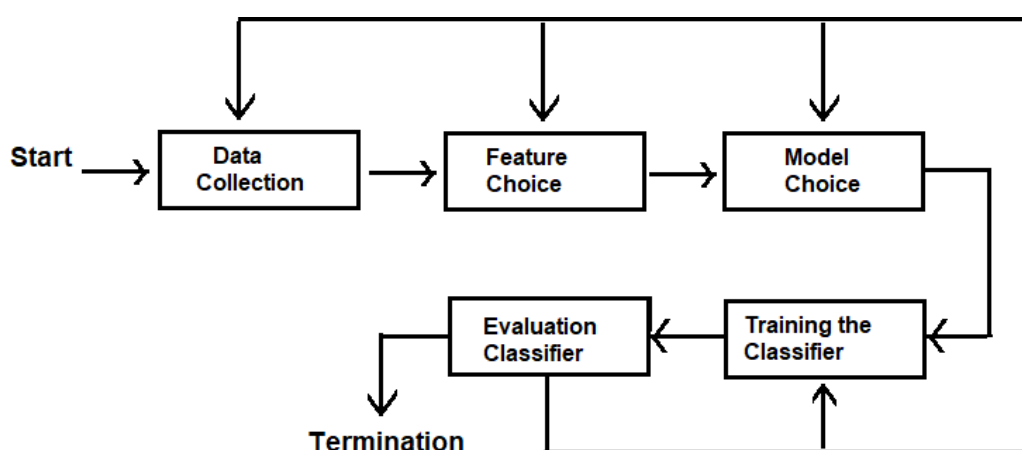 Start
Data
Collection
Feature
Choice
Model
Choice
Evaluation
Classifier
Training the
Classifier
Termination